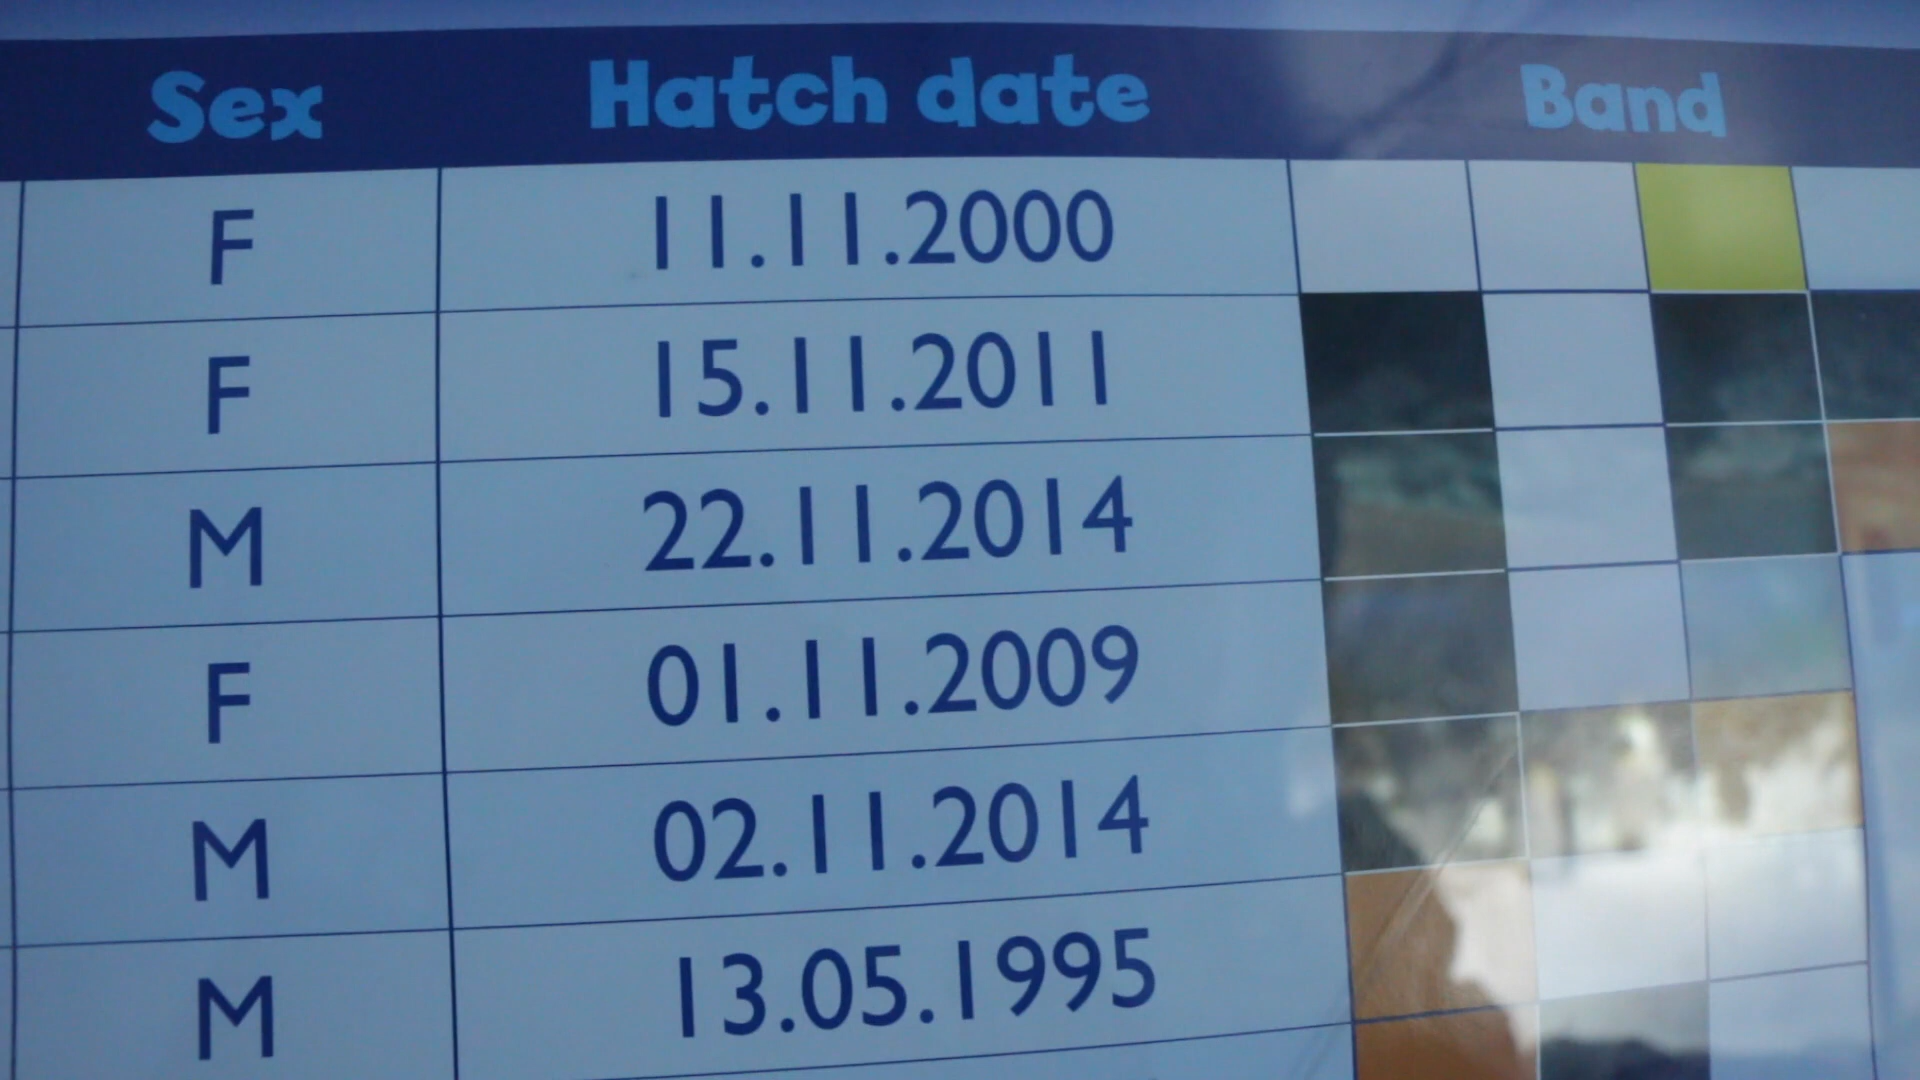 Sex Hatch date Band
F 11.11.2000
F 15.11.2011
M 22.11.2014
F 01.11.2009
M 02.11.2014
M 13.05.1995